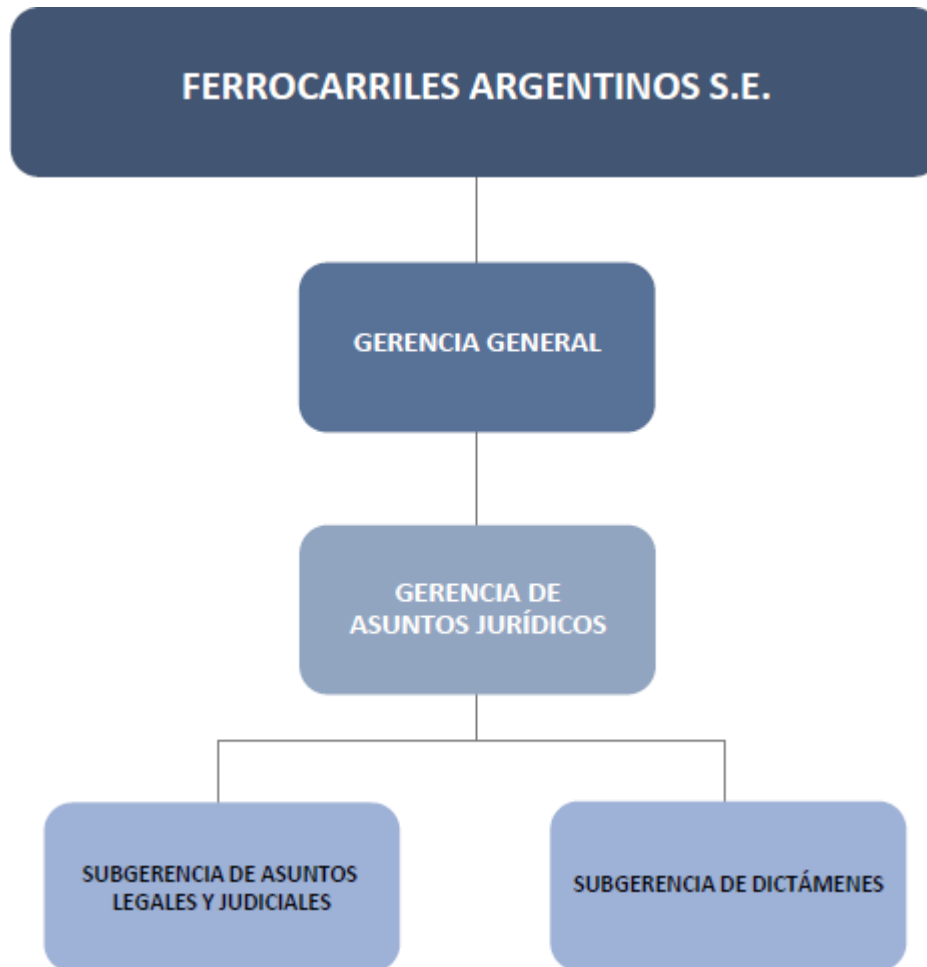 FERROCARRILES ARGENTINOS S.E.
GERENCIA GENERAL
GERENCIA DE
ASUNTOS JURÍDICOS
SUBGERENCIA DE ASUNTOS
LEGALES Y JUDICIALES
SUBGERENCIA DE DICTÁMENES